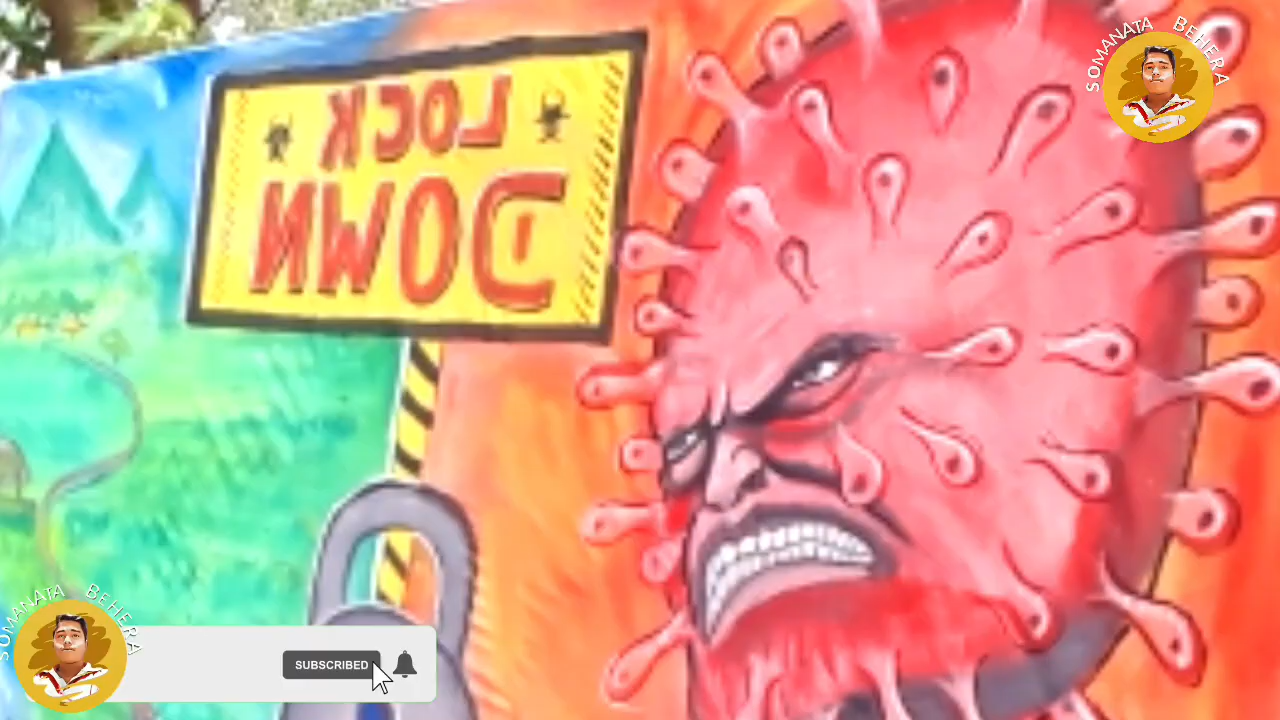 SOMANATA BEHERA
LOCK
DOWN
SOMANATA BEHERA
SUBSCRIBED